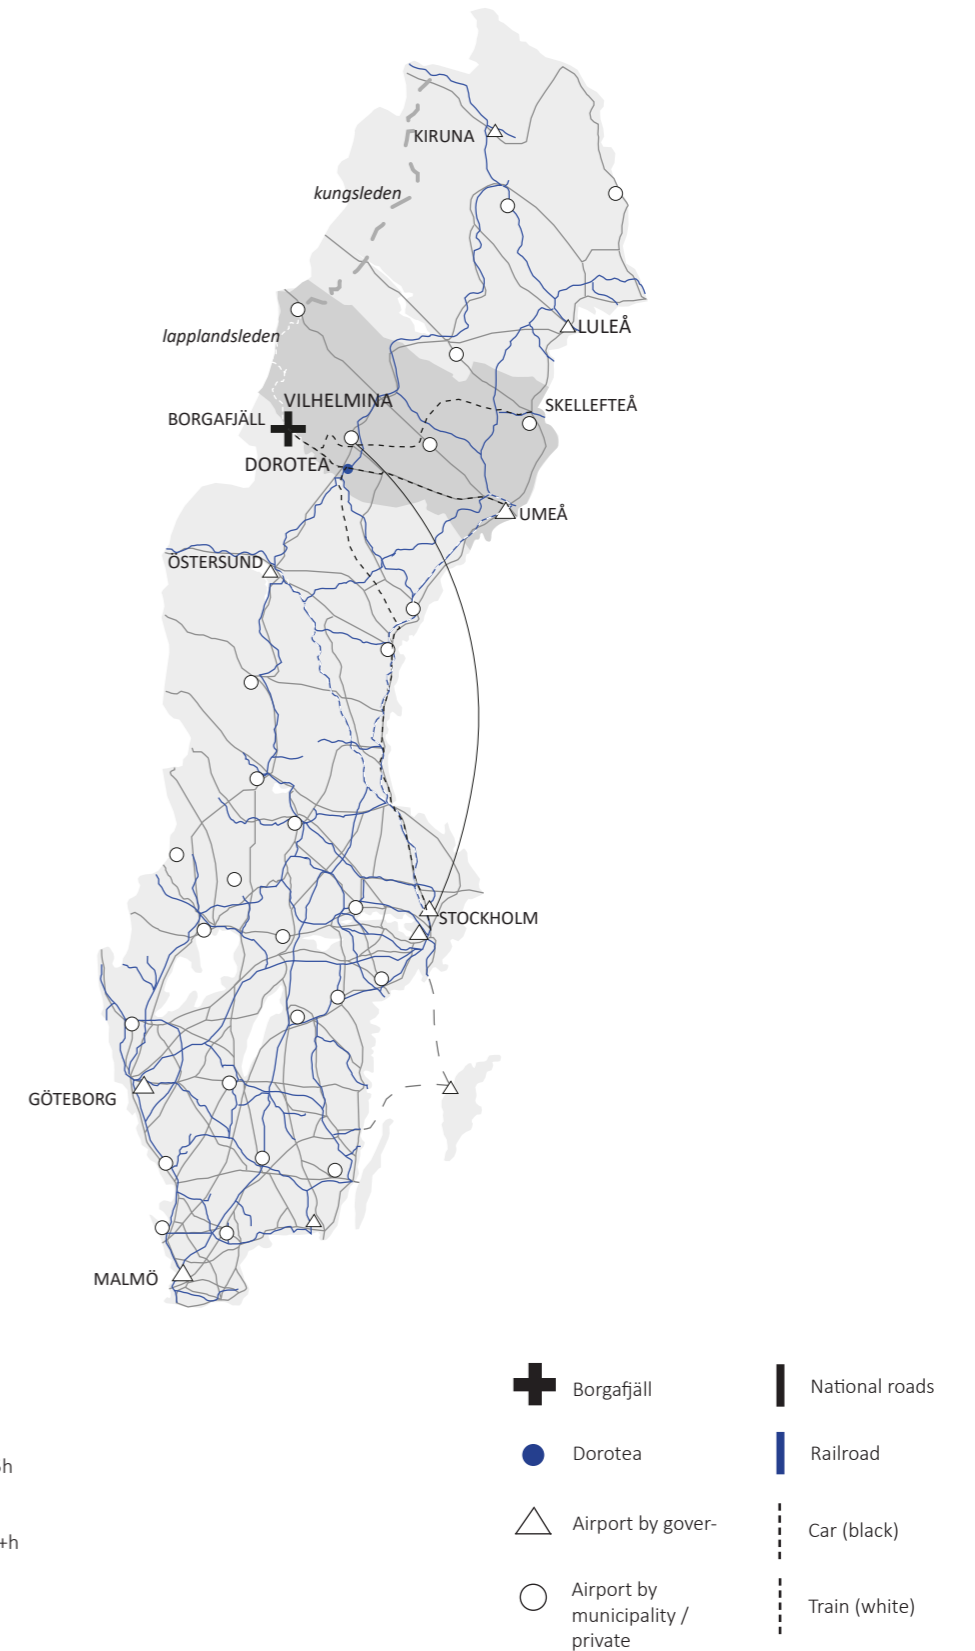 KIRUNA
kungsleden
LULEÅ
lapplandsleden
VILHELMINA
SKELLEFTEÅ
BORGAFJÄLL
DOROTEA
UMEÅ
ÖSTERSUND
STOCKHOLM
GÖTEBORG
MALMÖ
Borgafjäll
National roads
Dorotea
Railroad
h
Airport by gover-
Car (black)
+h
Airport by
municipality /
private
Train (white)